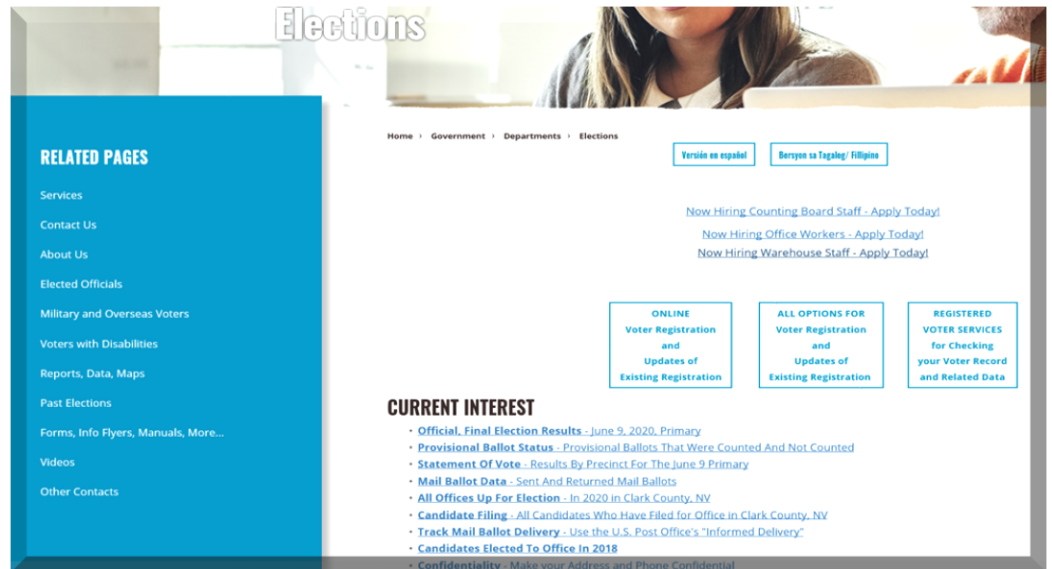 Elections
Home › Government › Departments › Elections
Versión en español
Bersyon sa Tagalog/ Fillipino
RELATED PAGES
Services
Contact Us
About Us
Elected Officials
Military and Overseas Voters
Voters with Disabilities
Reports, Data, Maps
Past Elections
Forms, Info Flyers, Manuals, More...
Videos
Other Contacts
Now Hiring Counting Board Staff - Apply Today!
Now Hiring Office Workers - Apply Today!
Now Hiring Warehouse Staff - Apply Today!
ONLINE
Voter Registration
and
Updates of
Existing Registration
ALL OPTIONS FOR
Voter Registration
and
Updates of
Existing Registration
REGISTERED
VOTER SERVICES
for Checking
your Voter Record
and Related Data
CURRENT INTEREST
• Official, Final Election Results - June 9, 2020, Primary
• Provisional Ballot Status - Provisional Ballots That Were Counted And Not Counted
• Statement Of Vote - Results By Precinct For The June 9 Primary
• Mail Ballot Data - Sent And Returned Mail Ballots
• All Offices Up For Election - In 2020 in Clark County, NV
• Candidate Filing - All Candidates Who Have Filed for Office in Clark County, NV
• Track Mail Ballot Delivery - Use the U.S. Post Office's "Informed Delivery"
• Candidates Elected To Office In 2018
• Confidentiality - Make your Address and Phone Confidential